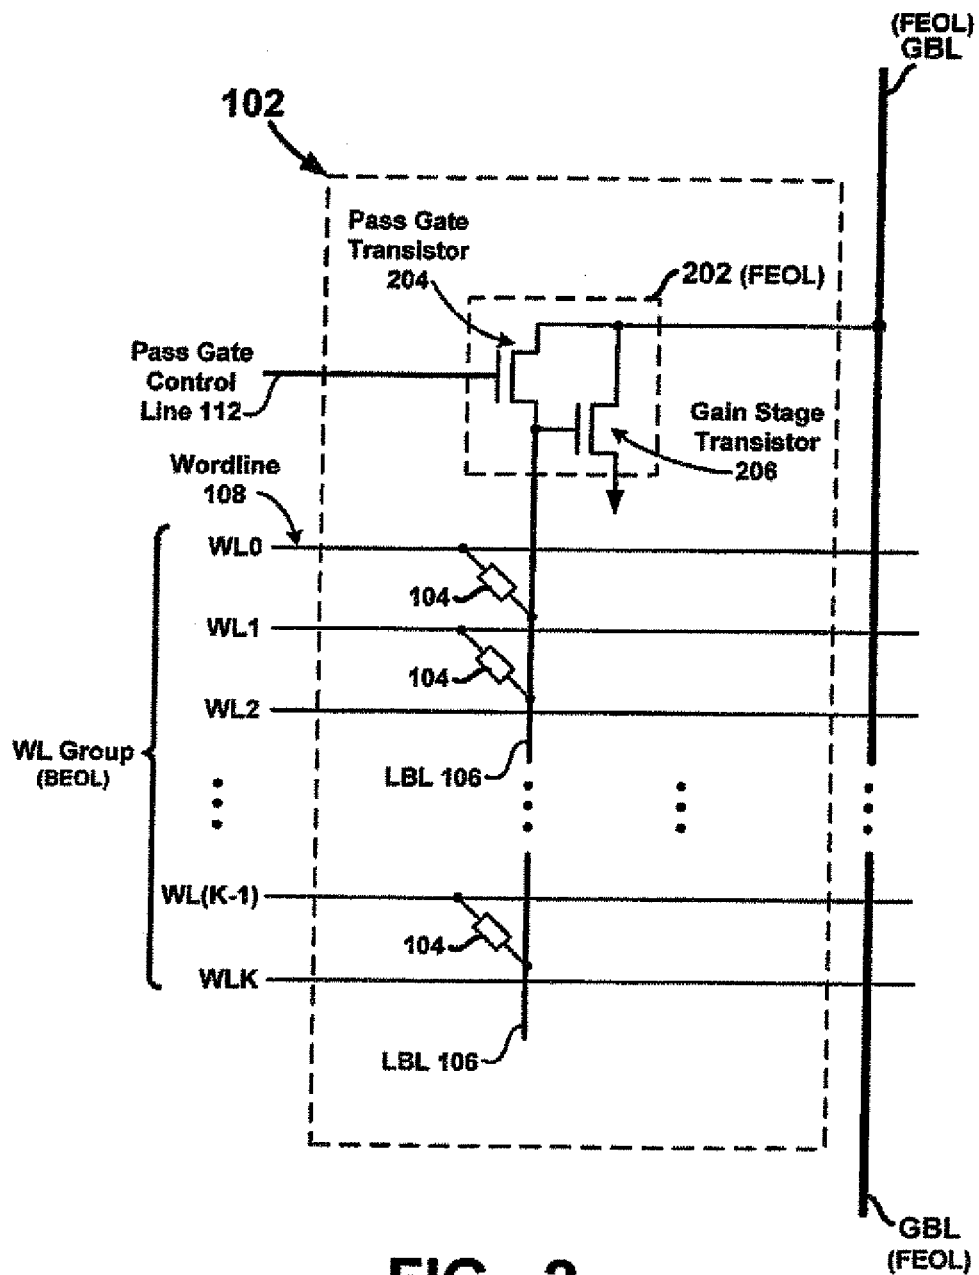 (FEOL)
GBL
102
Pass Gate
Transistor
204
202 (FEOL)
Pass Gate
Control
Line 112
Gain Stage
Transistor
206
Wordline
108
WL0
104
WL1
104
WL2
WL Group
(BEOL)
LBL 106
WL(K-1)
104
WLK
LBL 106
GBL
(FEOL)
FIG. 2